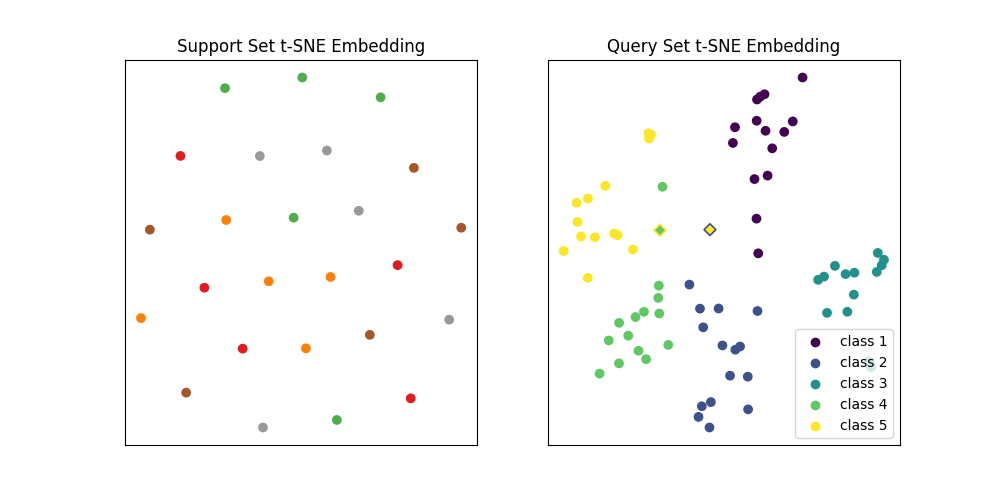 Support Set t-SNE Embedding
Query Set t-SNE Embedding
class 1
class 2
class 3
class 4
class 5